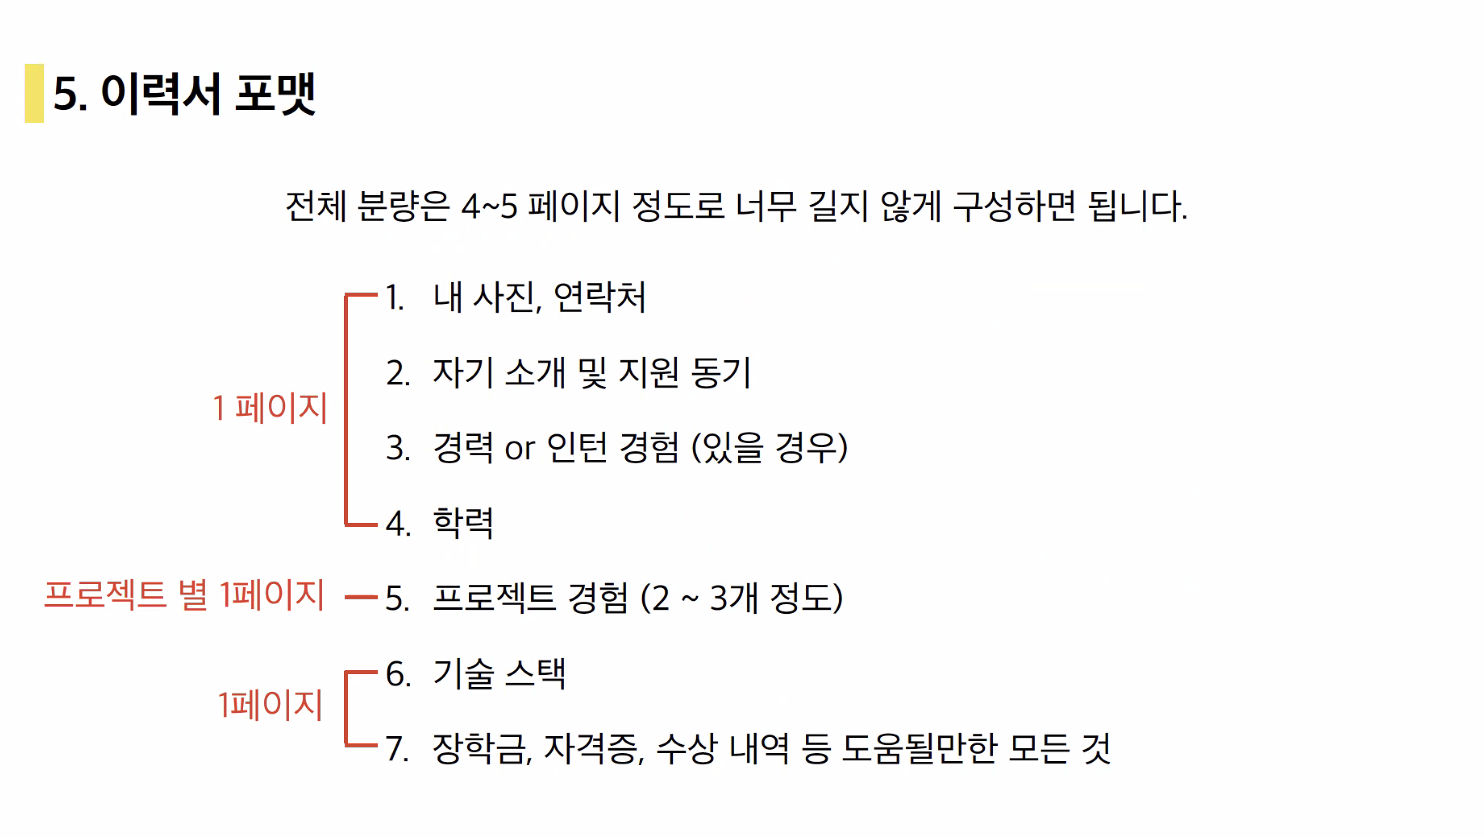 5. 이력서 포맷
전체 분량은 4~5 페이지 정도로 너무 길지 않게 구성하면 됩니다.
1. 내 사진, 연락처
2. 자기 소개 및 지원 동기
1 페이지
3. 경력 or 인턴 경험 (있을 경우)
4. 학력
프로젝트 별 1페이지
5. 프로젝트 경험 (2 ~ 3개 정도)
6. 기술 스택
1페이지
7. 장학금, 자격증, 수상 내역 등 도움될만한 모든 것